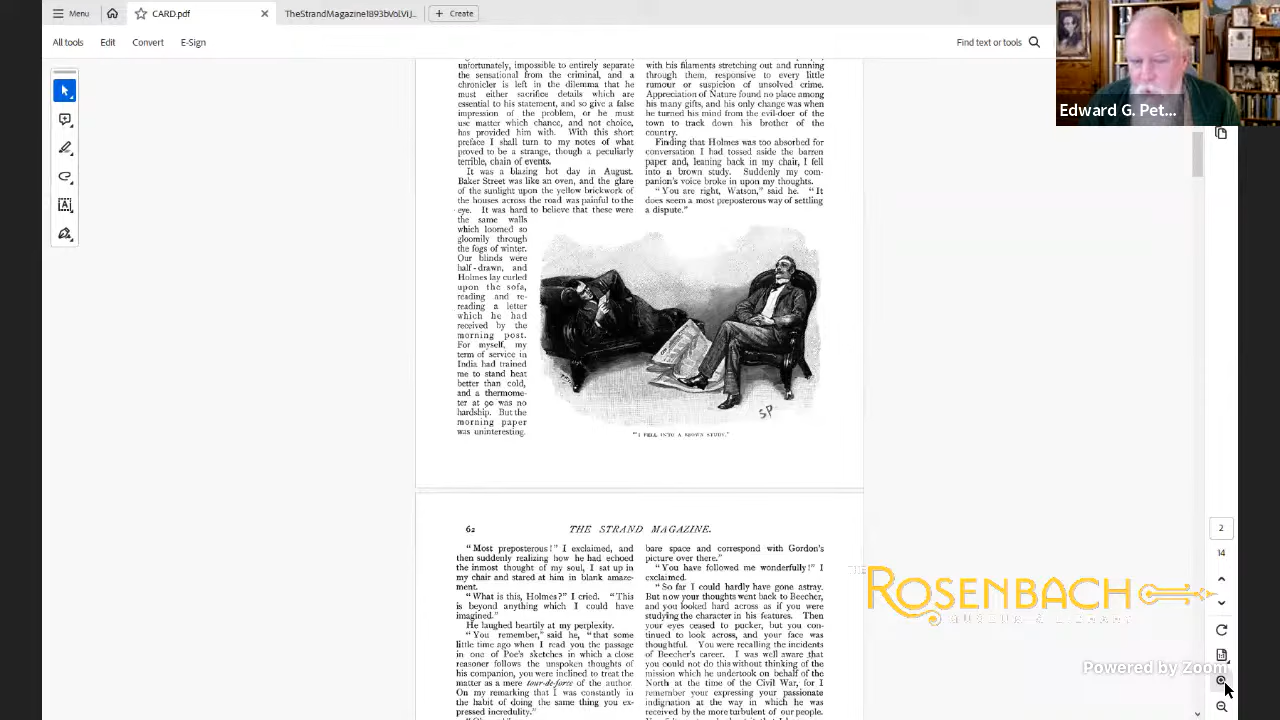 Menu
CARD.pdf
TheStrandMagazine1893bVolVIJ...
Create
All tools
Edit
Convert
E-Sign
Find text or tools
Edward G. Pet...
unfortunately, impossible to entirely separate
the sensational from the criminal, and a
chronicler is left in the dilemma that he
must either sacrifice details which are
essential to his statement, and so give a false
impression of the problem, or he must
use matter which chance, and not choice,
has provided him with. With this short
preface I shall turn to my notes of what
proved to be a strange, though a peculiarly
terrible, chain of events.
It was a blazing hot day in August.
Baker Street was like an oven, and the glare
of the sunlight upon the yellow brickwork of
the houses across the road was painful to the
eye. It was hard to believe that these were
the same walls
which loomed so
gloomily through
the fogs of winter.
Our blinds were
half-drawn, and
Holmes lay curled
upon the sofa,
reading and re-
reading a letter
which he had
received by the
morning post.
For myself, my
term of service in
India had trained
me to stand heat
better than cold,
and a thermome-
ter at 90 was no
hardship. But the
morning paper
was uninteresting.
with his filaments stretching out and running
through them, responsive to every little
rumour or suspicion of unsolved crime.
Appreciation of Nature found no place among
his many gifts, and his only change was when
he turned his mind from the evil-doer of the
town to track down his brother of the
country.
Finding that Holmes was too absorbed for
conversation I had tossed aside the barren
paper and, leaning back in my chair, I fell
into a brown study. Suddenly my com-
panion's voice broke in upon my thoughts.
"You are right, Watson," said he. "It
does seem a most preposterous way of settling
a dispute."
SP
"I FELL INTO A BROWN STUDY."
62
THE STRAND MAGAZINE.
"Most preposterous!" I exclaimed, and
then suddenly realizing how he had echoed
the inmost thought of my soul, I sat up in
my chair and stared at him in blank amaze-
ment.
"What is this, Holmes?" I cried. "This
is beyond anything which I could have
imagined."
He laughed heartily at my perplexity.
"You remember," said he, "that some
little time ago when I read you the passage
in one of Poe's sketches in which a close
reasoner follows the unspoken thoughts of
his companion, you were inclined to treat the
matter as a mere tour-de-force of the author.
On my remarking that I was constantly in
the habit of doing the same thing you ex-
pressed incredulity."
bare space and correspond with Gordon's
picture over there."
"You have followed me wonderfully!" I
exclaimed.
"So far I could hardly have gone astray.
But now your thoughts went back to Beecher,
and you looked hard across as if you were
studying the character in his features. Then
your eyes ceased to pucker, but you con-
tinued to look across, and your face was
thoughtful. You were recalling the incidents
of Beecher's career. I was well aware that
you could not do this without thinking of the
mission which he undertook on behalf of the
North at the time of the Civil War, for I
remember your expressing your passionate
indignation at the way in which he was
received by the more turbulent of our people.
2
14
THE
ROSENBACH
MUSEUM & LIBRARY
Powered by Zoom